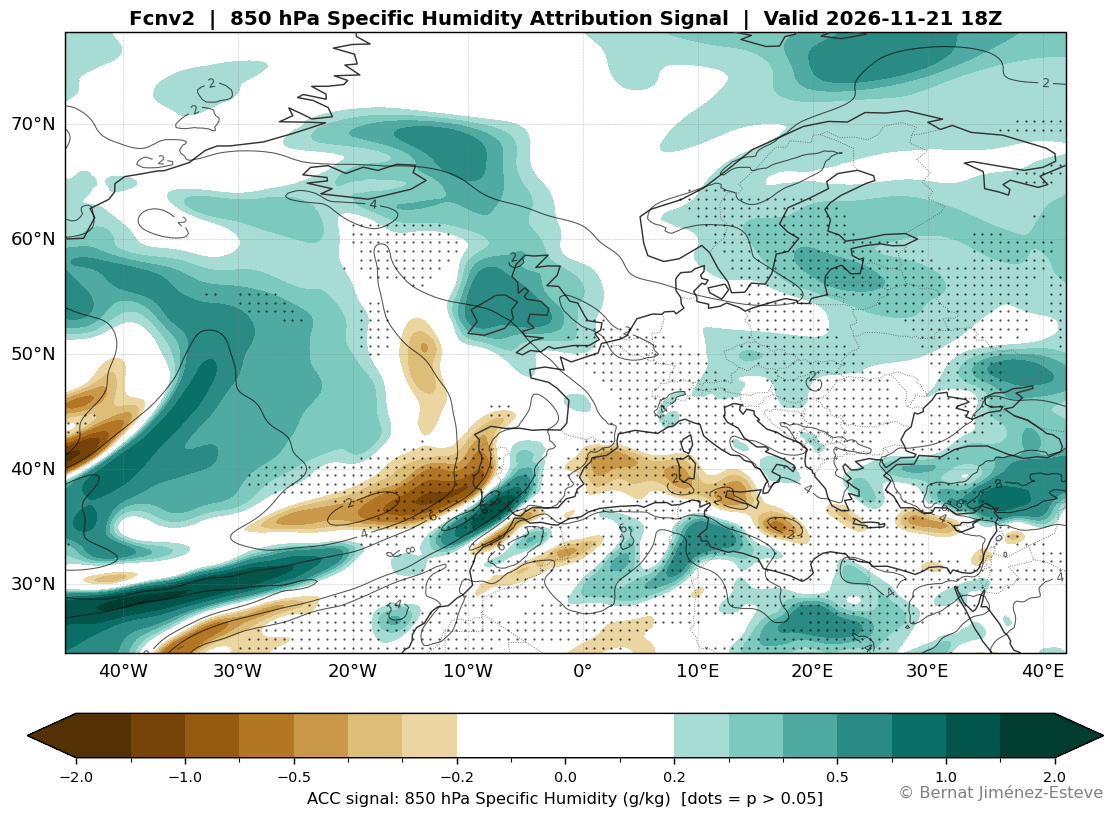 Fcnv2 | 850 hPa Specific Humidity Attribution Signal | Valid 2026-11-21 18Z
70°N
60°N
50°N
40°N
30°N
40°W 30°W 20°W 10°W 0° 10°E 20°E 30°E 40°E
−2.0 −1.0 −0.5 −0.2 0.0 0.2 0.5 1.0 2.0
ACC signal: 850 hPa Specific Humidity (g/kg) [dots = p > 0.05]
© Bernat Jiménez-Esteve